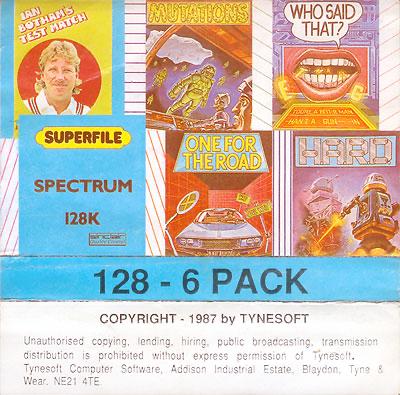 IAN
BOTHAM'S
TEST MATCH
MUTATIONS
WHO SAID
THAT?
SUPERFILE
SPECTRUM
128K
ONE FOR
THE ROAD
HARD
128 - 6 PACK
COPYRIGHT - 1987 by TYNESOFT
Unauthorised copying, lending, hiring, public broadcasting, transmission
distribution is prohibited without express permission of Tynesoft.
Tynesoft Computer Software, Addison Industrial Estate, Blaydon, Tyne &
Wear. NE21 4TE.